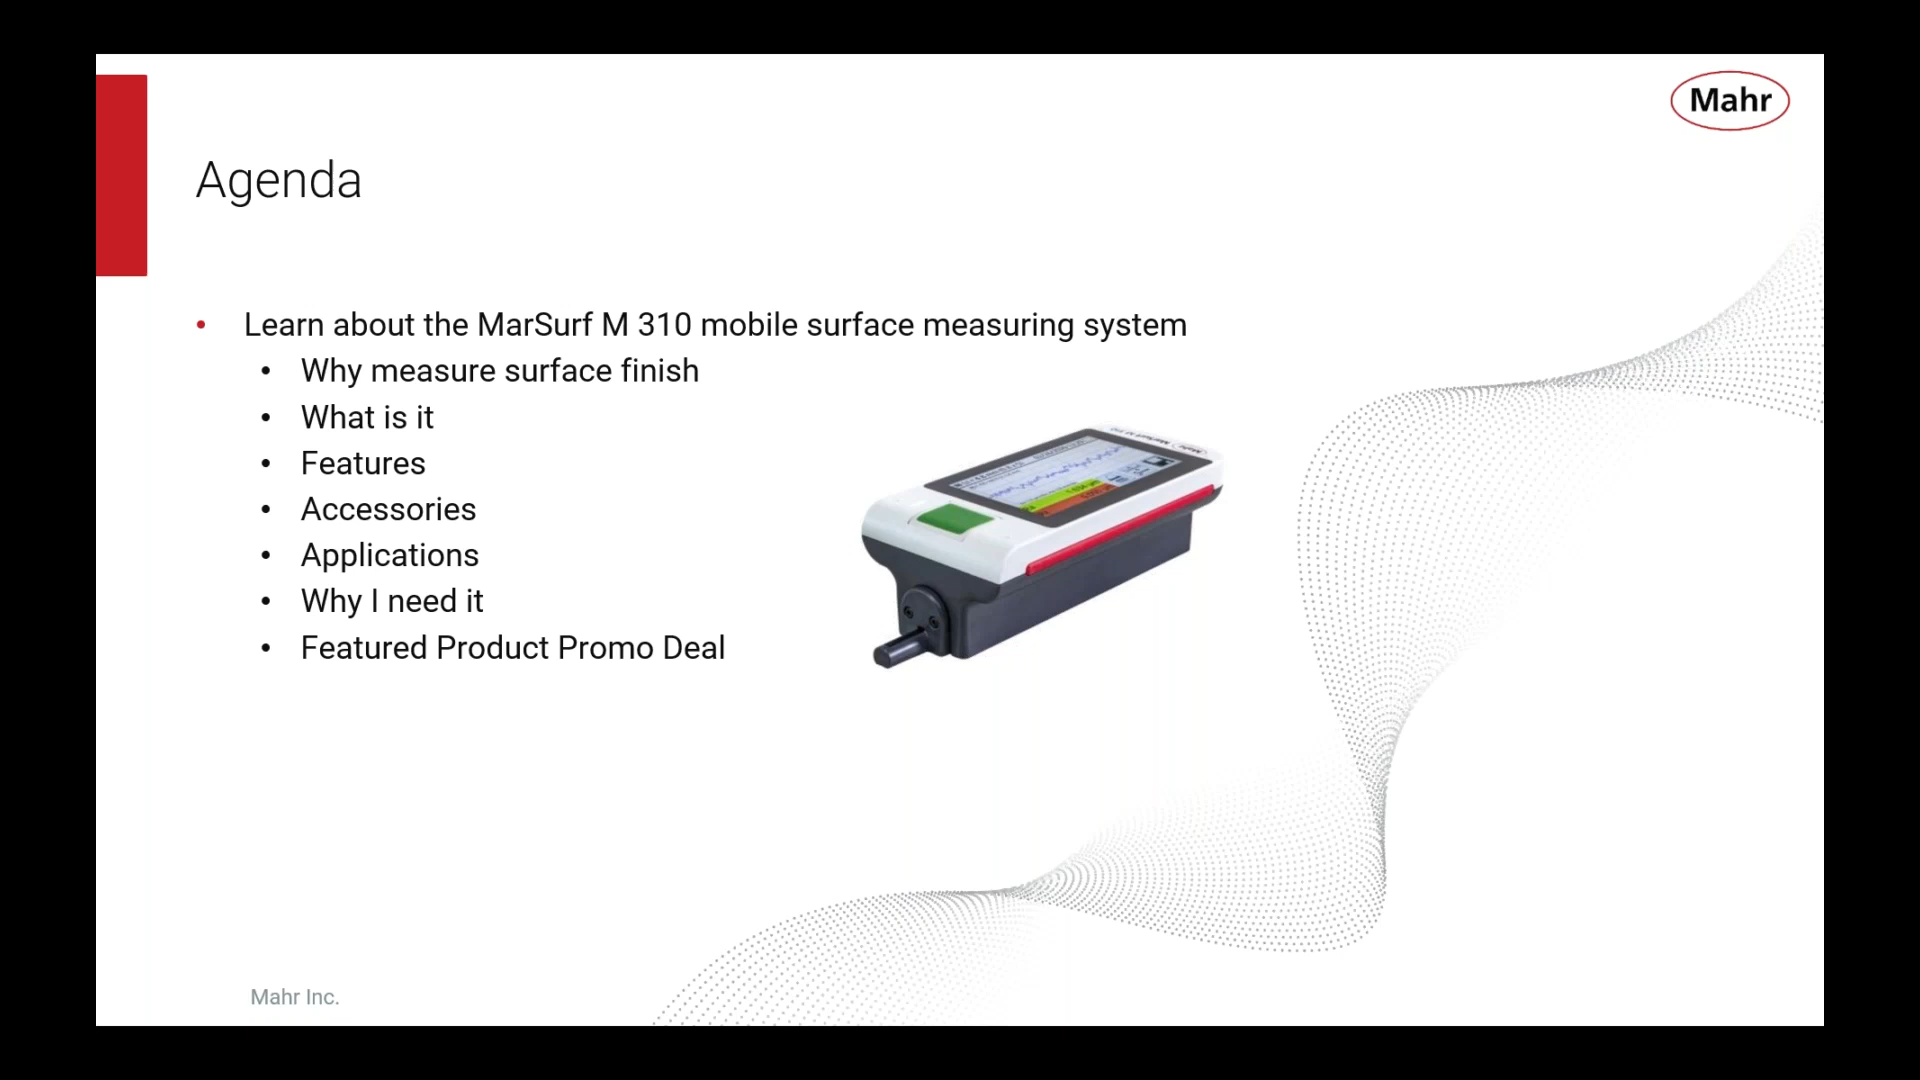 Mahr
Agenda
• Learn about the MarSurf M 310 mobile surface measuring system
• Why measure surface finish
• What is it
• Features
• Accessories
• Applications
• Why I need it
• Featured Product Promo Deal
Mahr Inc.